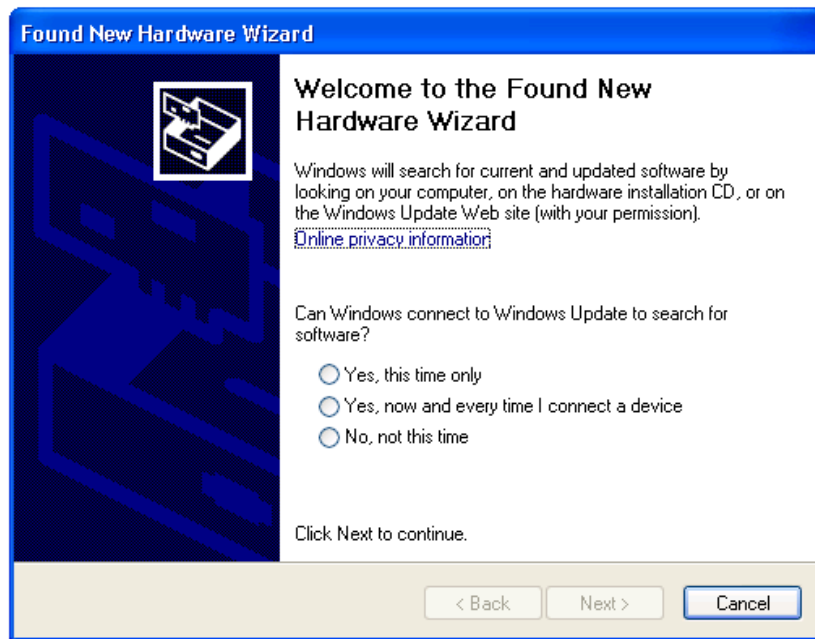 Found New Hardware Wizard
Welcome to the Found New
Hardware Wizard
Windows will search for current and updated software by
looking on your computer, on the hardware installation CD, or on
the Windows Update Web site (with your permission).
Online privacy information
Can Windows connect to Windows Update to search for
software?
Yes, this time only
Yes, now and every time I connect a device
No, not this time
Click Next to continue.
< Back Next > Cancel